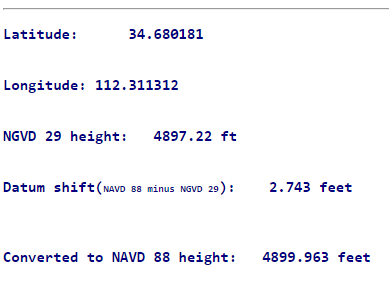 Latitude: 34.680181
Longitude: 112.311312
NGVD 29 height: 4897.22 ft
Datum shift(NAVD 88 minus NGVD 29): 2.743 feet
Converted to NAVD 88 height: 4899.963 feet